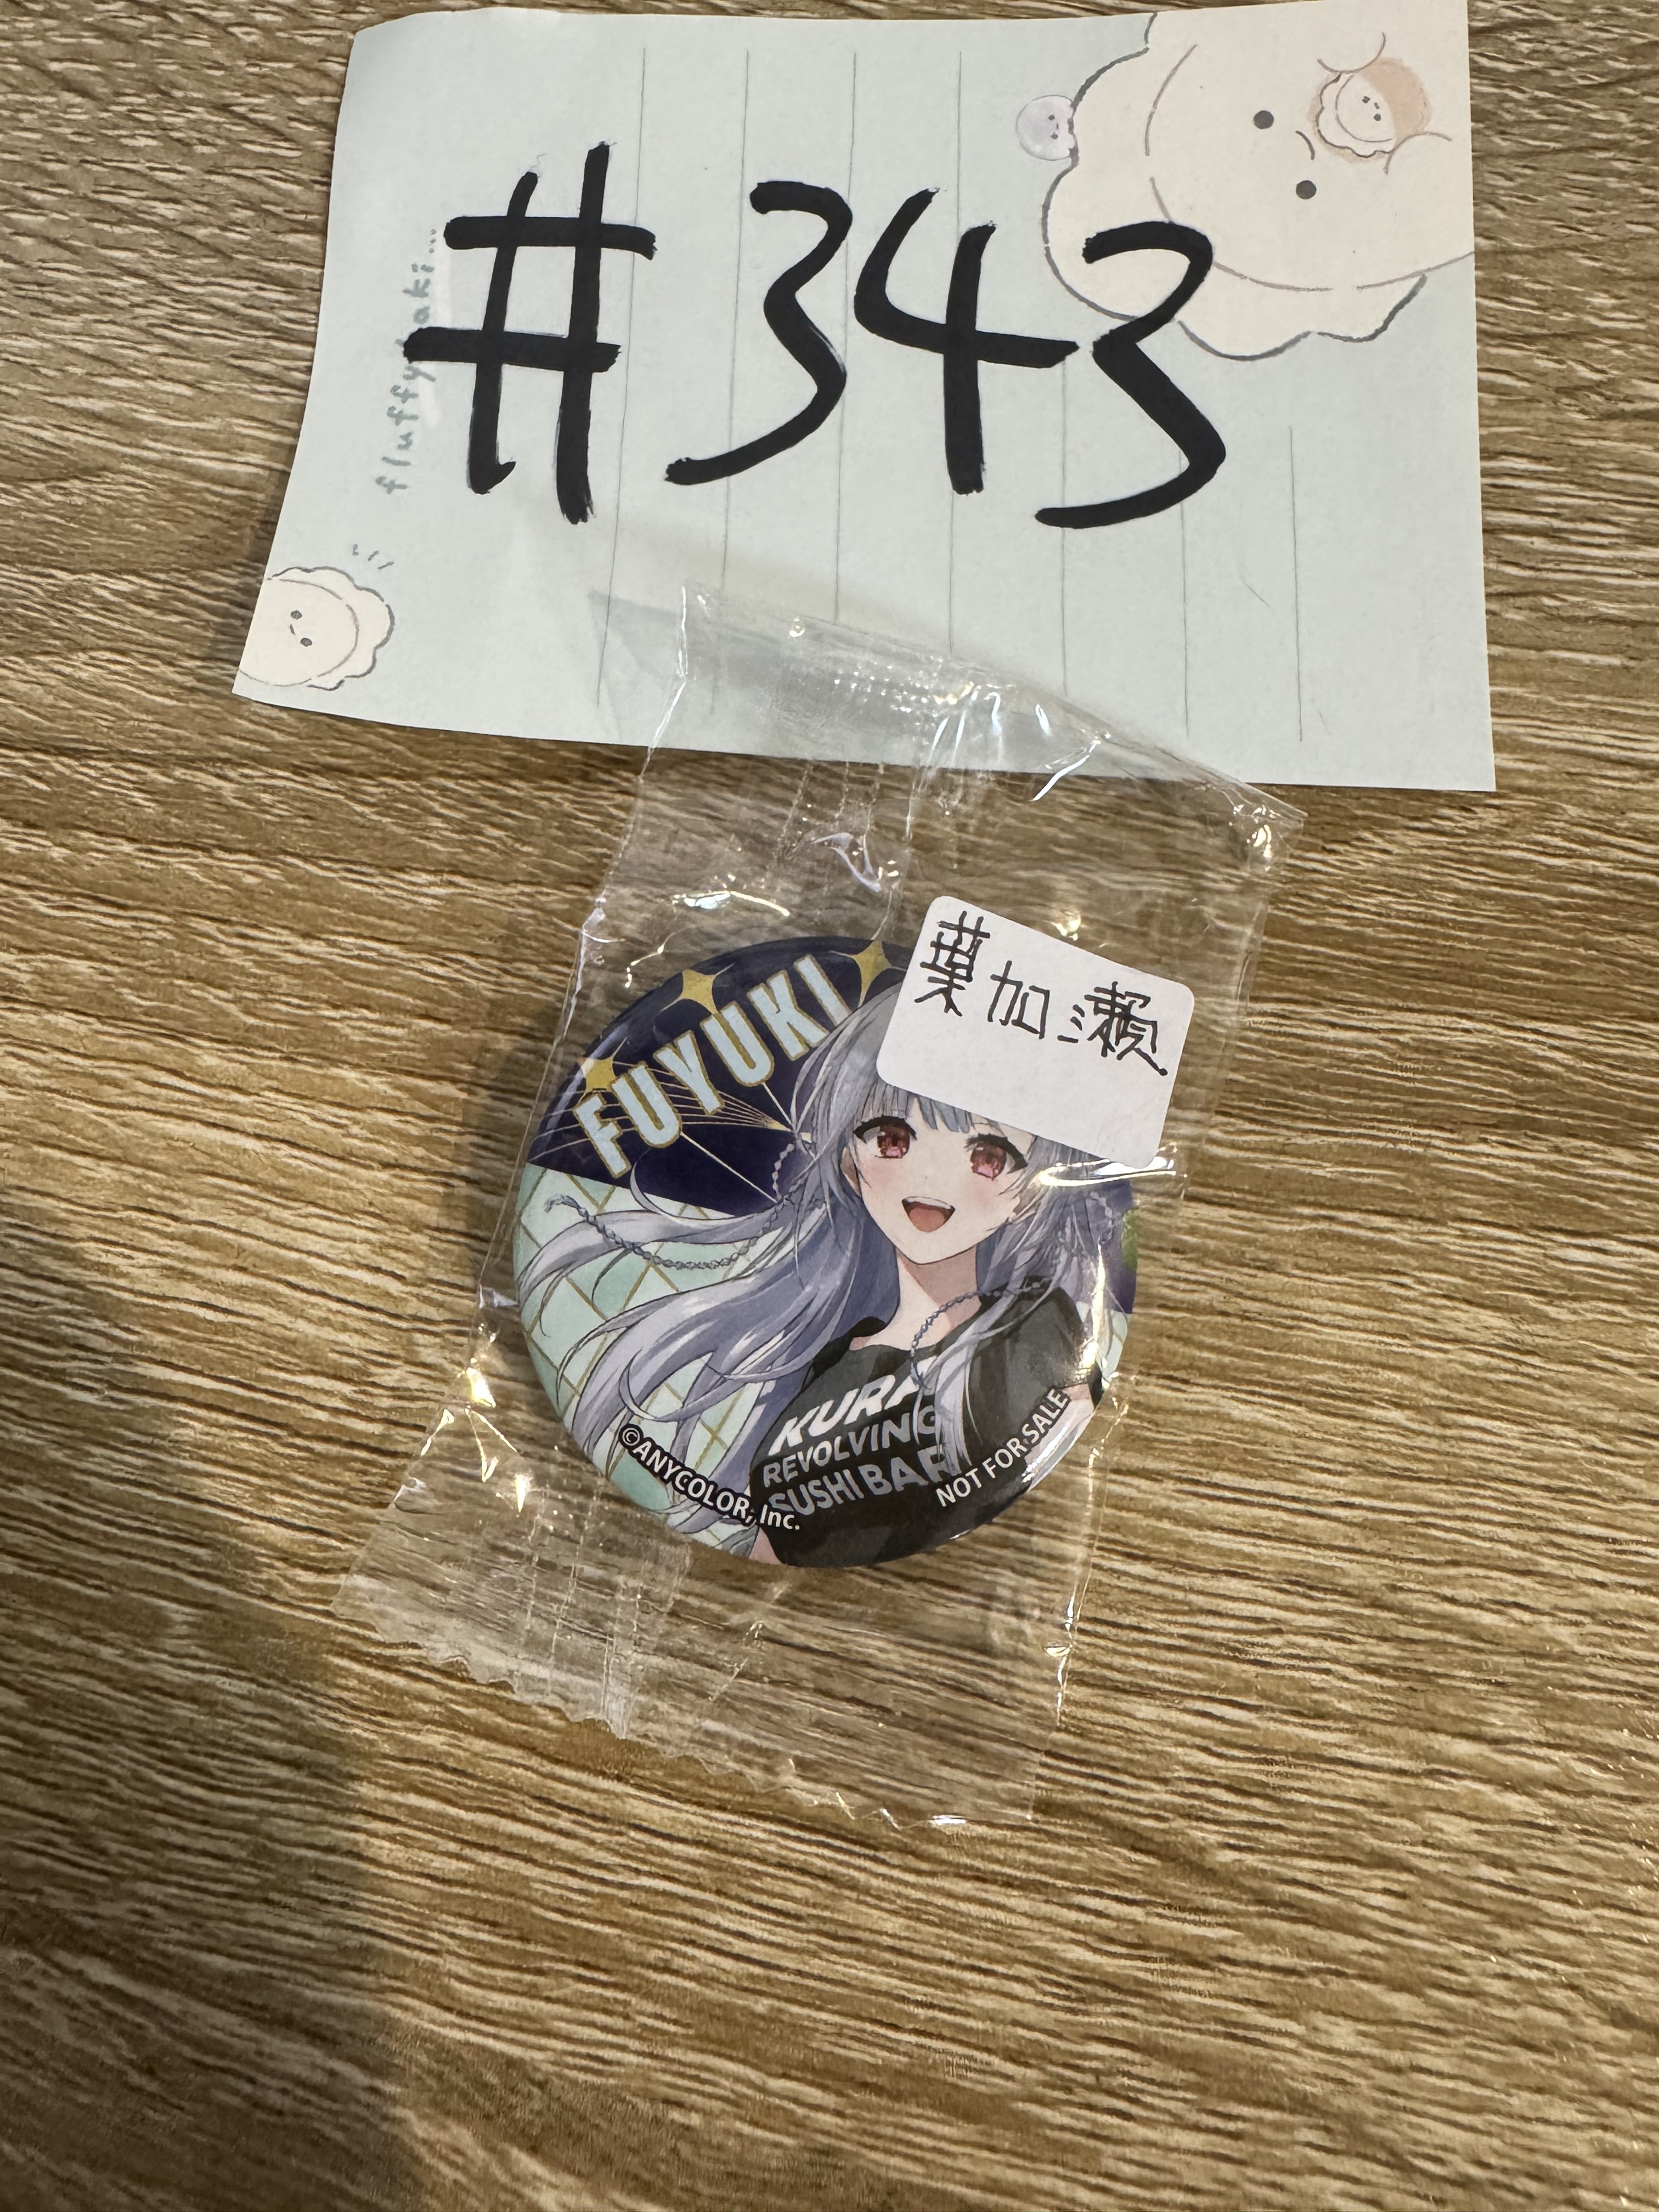 #343
fluffy
葉加瀬
FUYUKI
KURA
REVOLVING
SUSHI BAR
©ANYCOLOR, Inc.
NOT FOR SALE